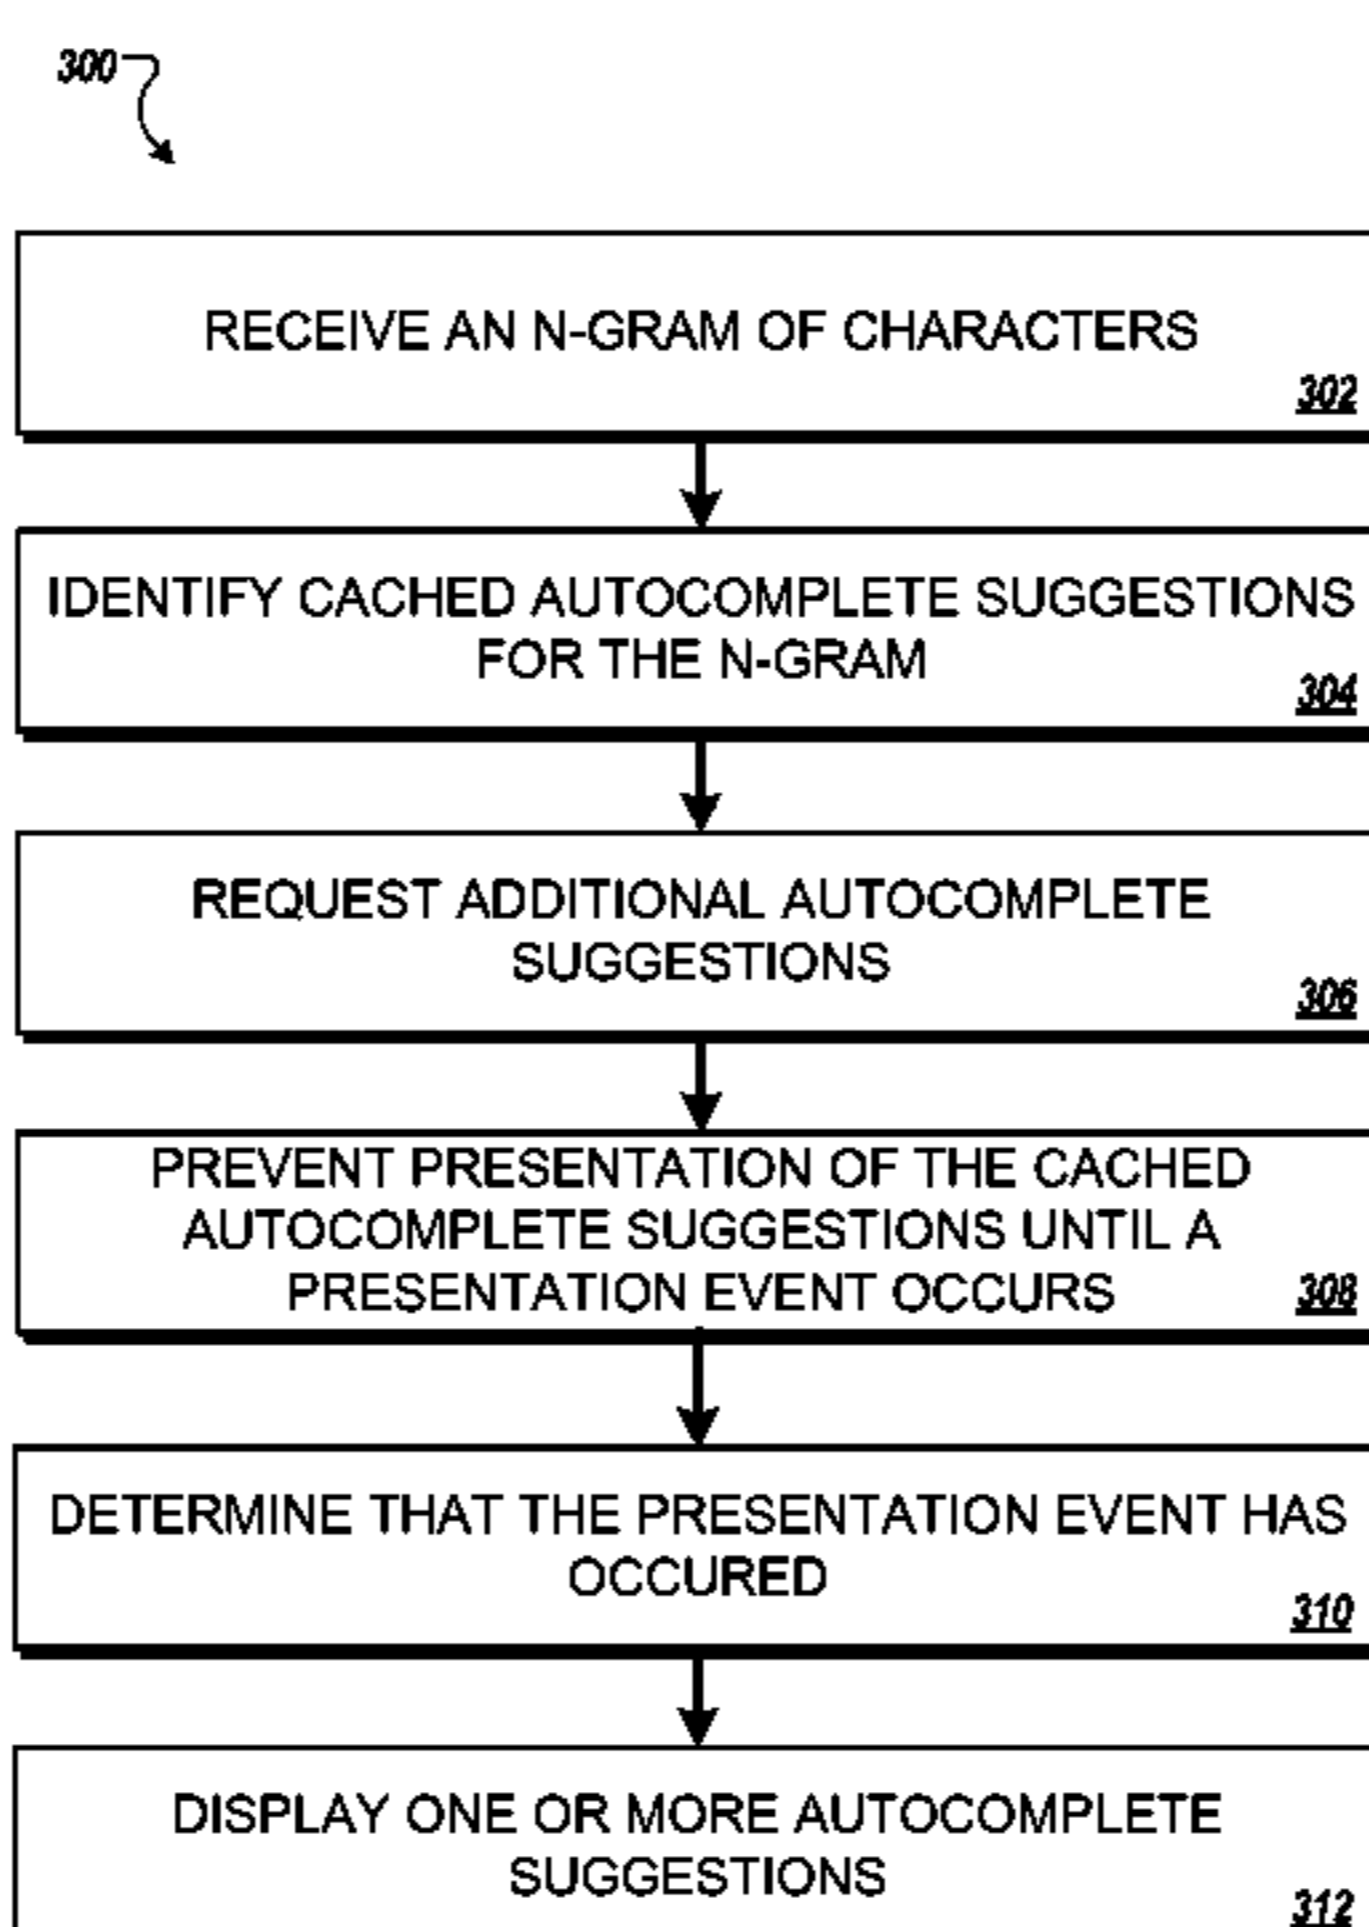 300
RECEIVE AN N-GRAM OF CHARACTERS
302
IDENTIFY CACHED AUTOCOMPLETE SUGGESTIONS
FOR THE N-GRAM
304
REQUEST ADDITIONAL AUTOCOMPLETE
SUGGESTIONS
306
PREVENT PRESENTATION OF THE CACHED
AUTOCOMPLETE SUGGESTIONS UNTIL A
PRESENTATION EVENT OCCURS
308
DETERMINE THAT THE PRESENTATION EVENT HAS
OCCURED
310
DISPLAY ONE OR MORE AUTOCOMPLETE
SUGGESTIONS
312